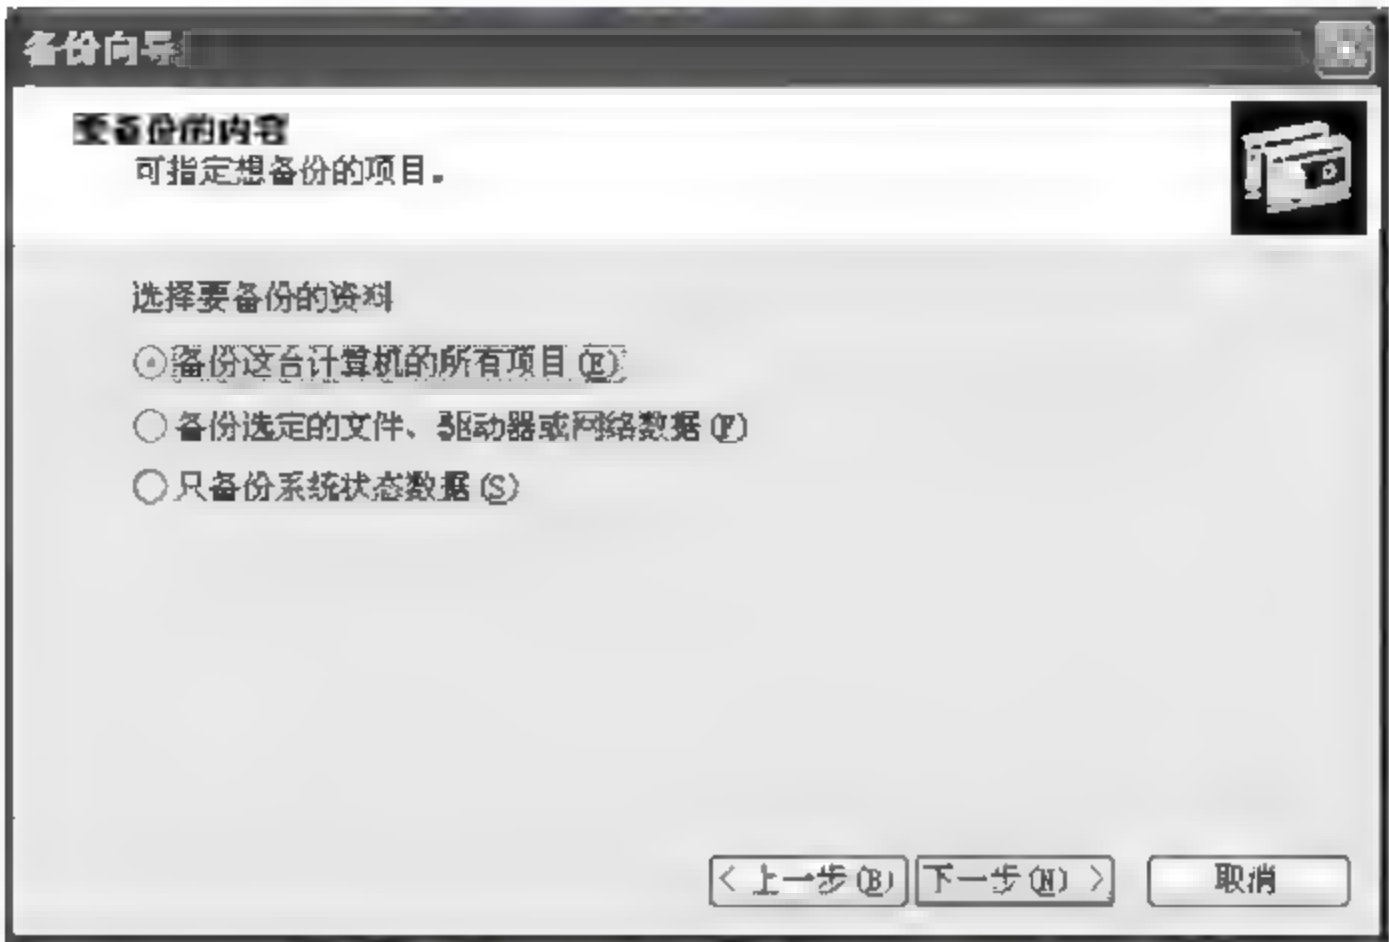 备份向导
要备份的内容
可指定想备份的项目。
选择要备份的资料
备份这台计算机的所有项目(E)
备份选定的文件、驱动器或网络数据(F)
只备份系统状态数据(S)
< 上一步(B) 下一步(N) > 取消